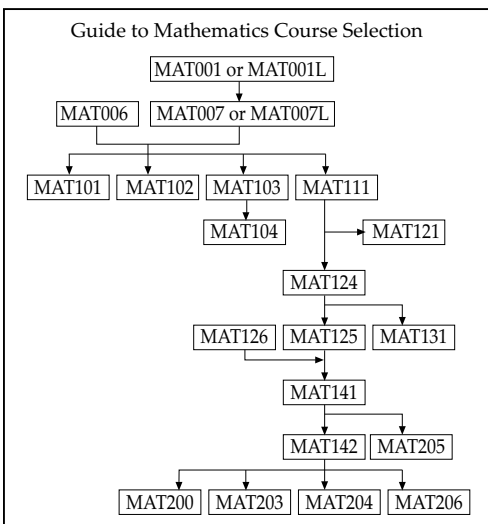 Guide to Mathematics Course Selection
MAT001 or MAT001L
MAT006 MAT007 or MAT007L
MAT101 MAT102 MAT103 MAT111
MAT104 MAT121
MAT124
MAT126 MAT125 MAT131
MAT141
MAT142 MAT205
MAT200 MAT203 MAT204 MAT206